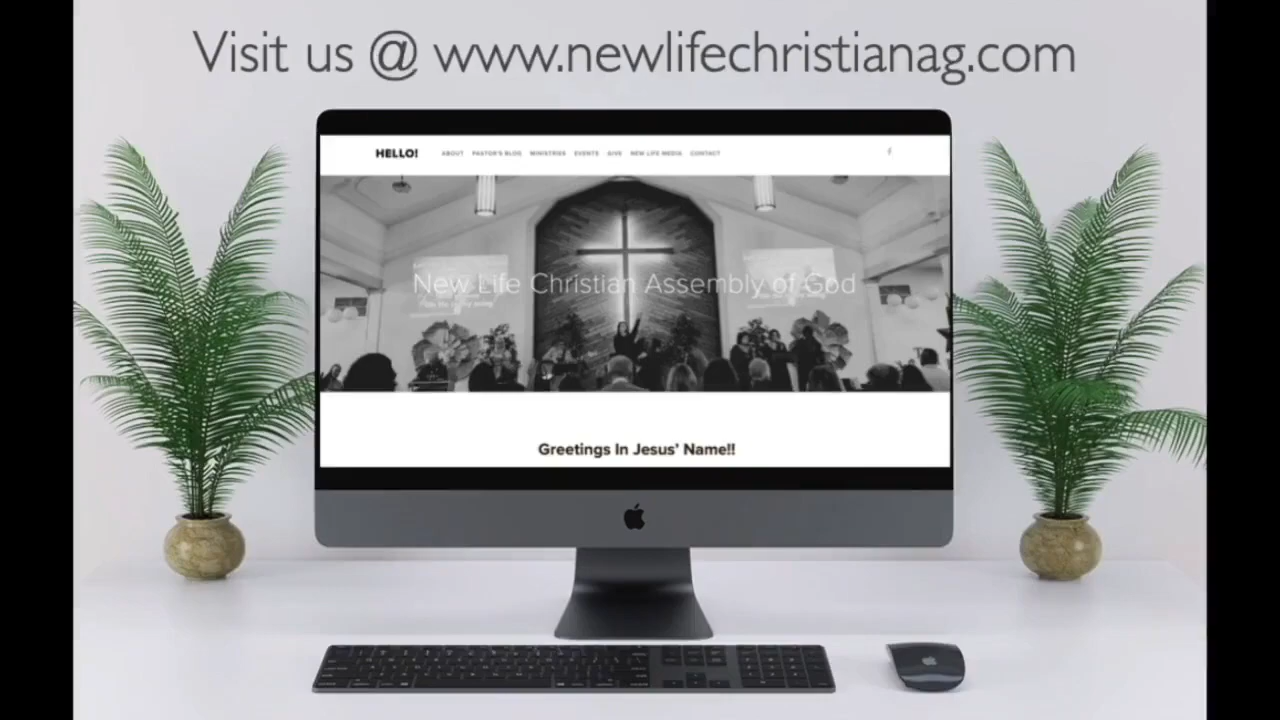 Visit us @ www.newlifechristianag.com
HELLO! ABOUT PASTOR'S BLOG MINISTRIES EVENTS GIVE NEW LIFE MEDIA CONTACT
New Life Christian Assembly of God
Greetings In Jesus' Name!!